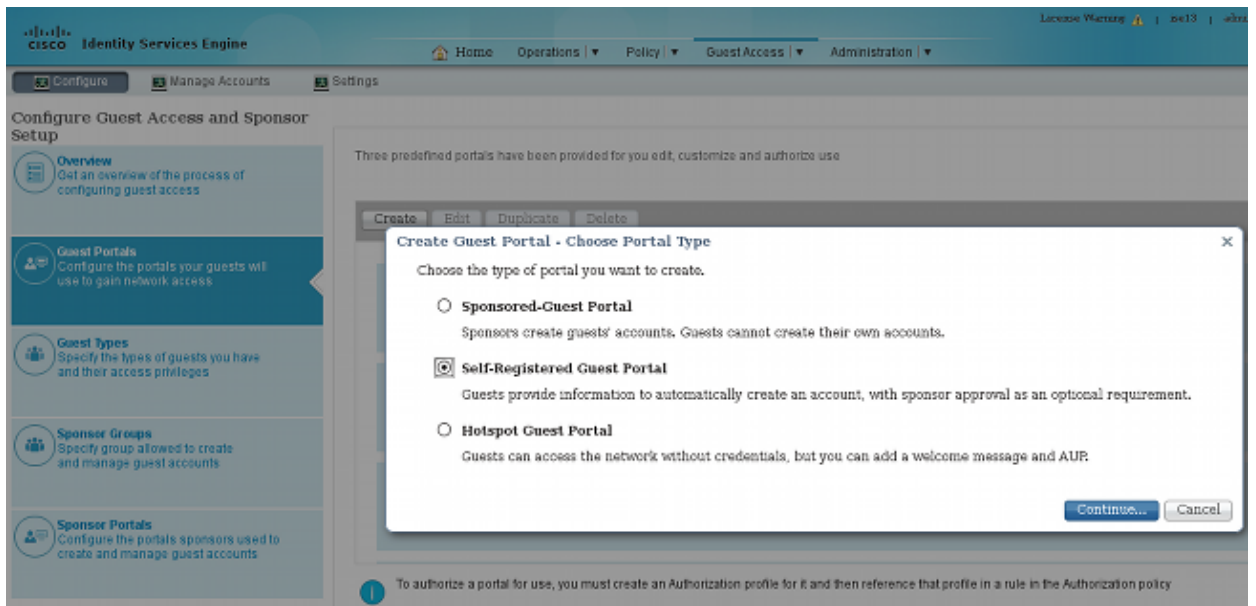 License Warning | ise13 |
CISCO Identity Services Engine
Home Operations | ▼ Policy | ▼ Guest Access | ▼ Administration | ▼
Configure Manage Accounts Settings
Configure Guest Access and Sponsor
Setup
Overview
Get an overview of the process of
configuring guest access
Guest Portals
Configure the portals your guests will
use to gain network access
Guest Types
Specify the types of guests you have
and their access privileges
Sponsor Groups
Specify group allowed to create
and manage guest accounts
Sponsor Portals
Configure the portals sponsors used to
create and manage guest accounts
Three predefined portals have been provided for you edit, customize and authorize use
Create Edit Duplicate Delete
Create Guest Portal - Choose Portal Type
Choose the type of portal you want to create.
Sponsored-Guest Portal
Sponsors create guests' accounts. Guests cannot create their own accounts.
Self-Registered Guest Portal
Guests provide information to automatically create an account, with sponsor approval as an optional requirement.
Hotspot Guest Portal
Guests can access the network without credentials, but you can add a welcome message and AUP.
Continue... Cancel
To authorize a portal for use, you must create an Authorization profile for it and then reference that profile in a rule in the Authorization policy